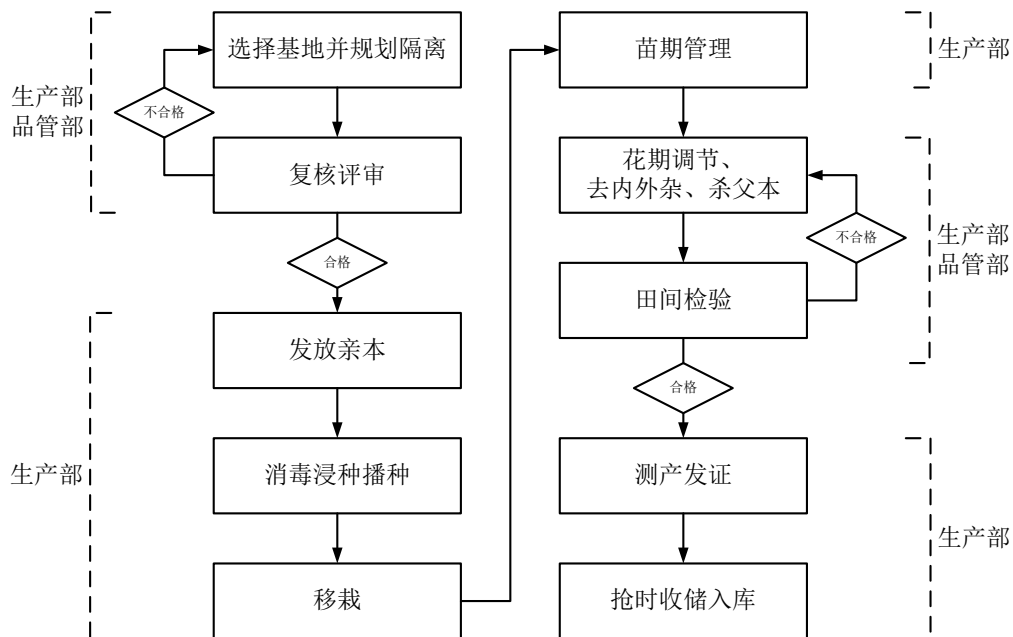 生产部
品管部
选择基地并规划隔离
不合格
复核评审
合格
生产部
发放亲本
消毒浸种播种
移栽
苗期管理
生产部
花期调节、
去内外杂、杀父本
不合格
生产部
品管部
田间检验
合格
测产发证
生产部
抢时收储入库